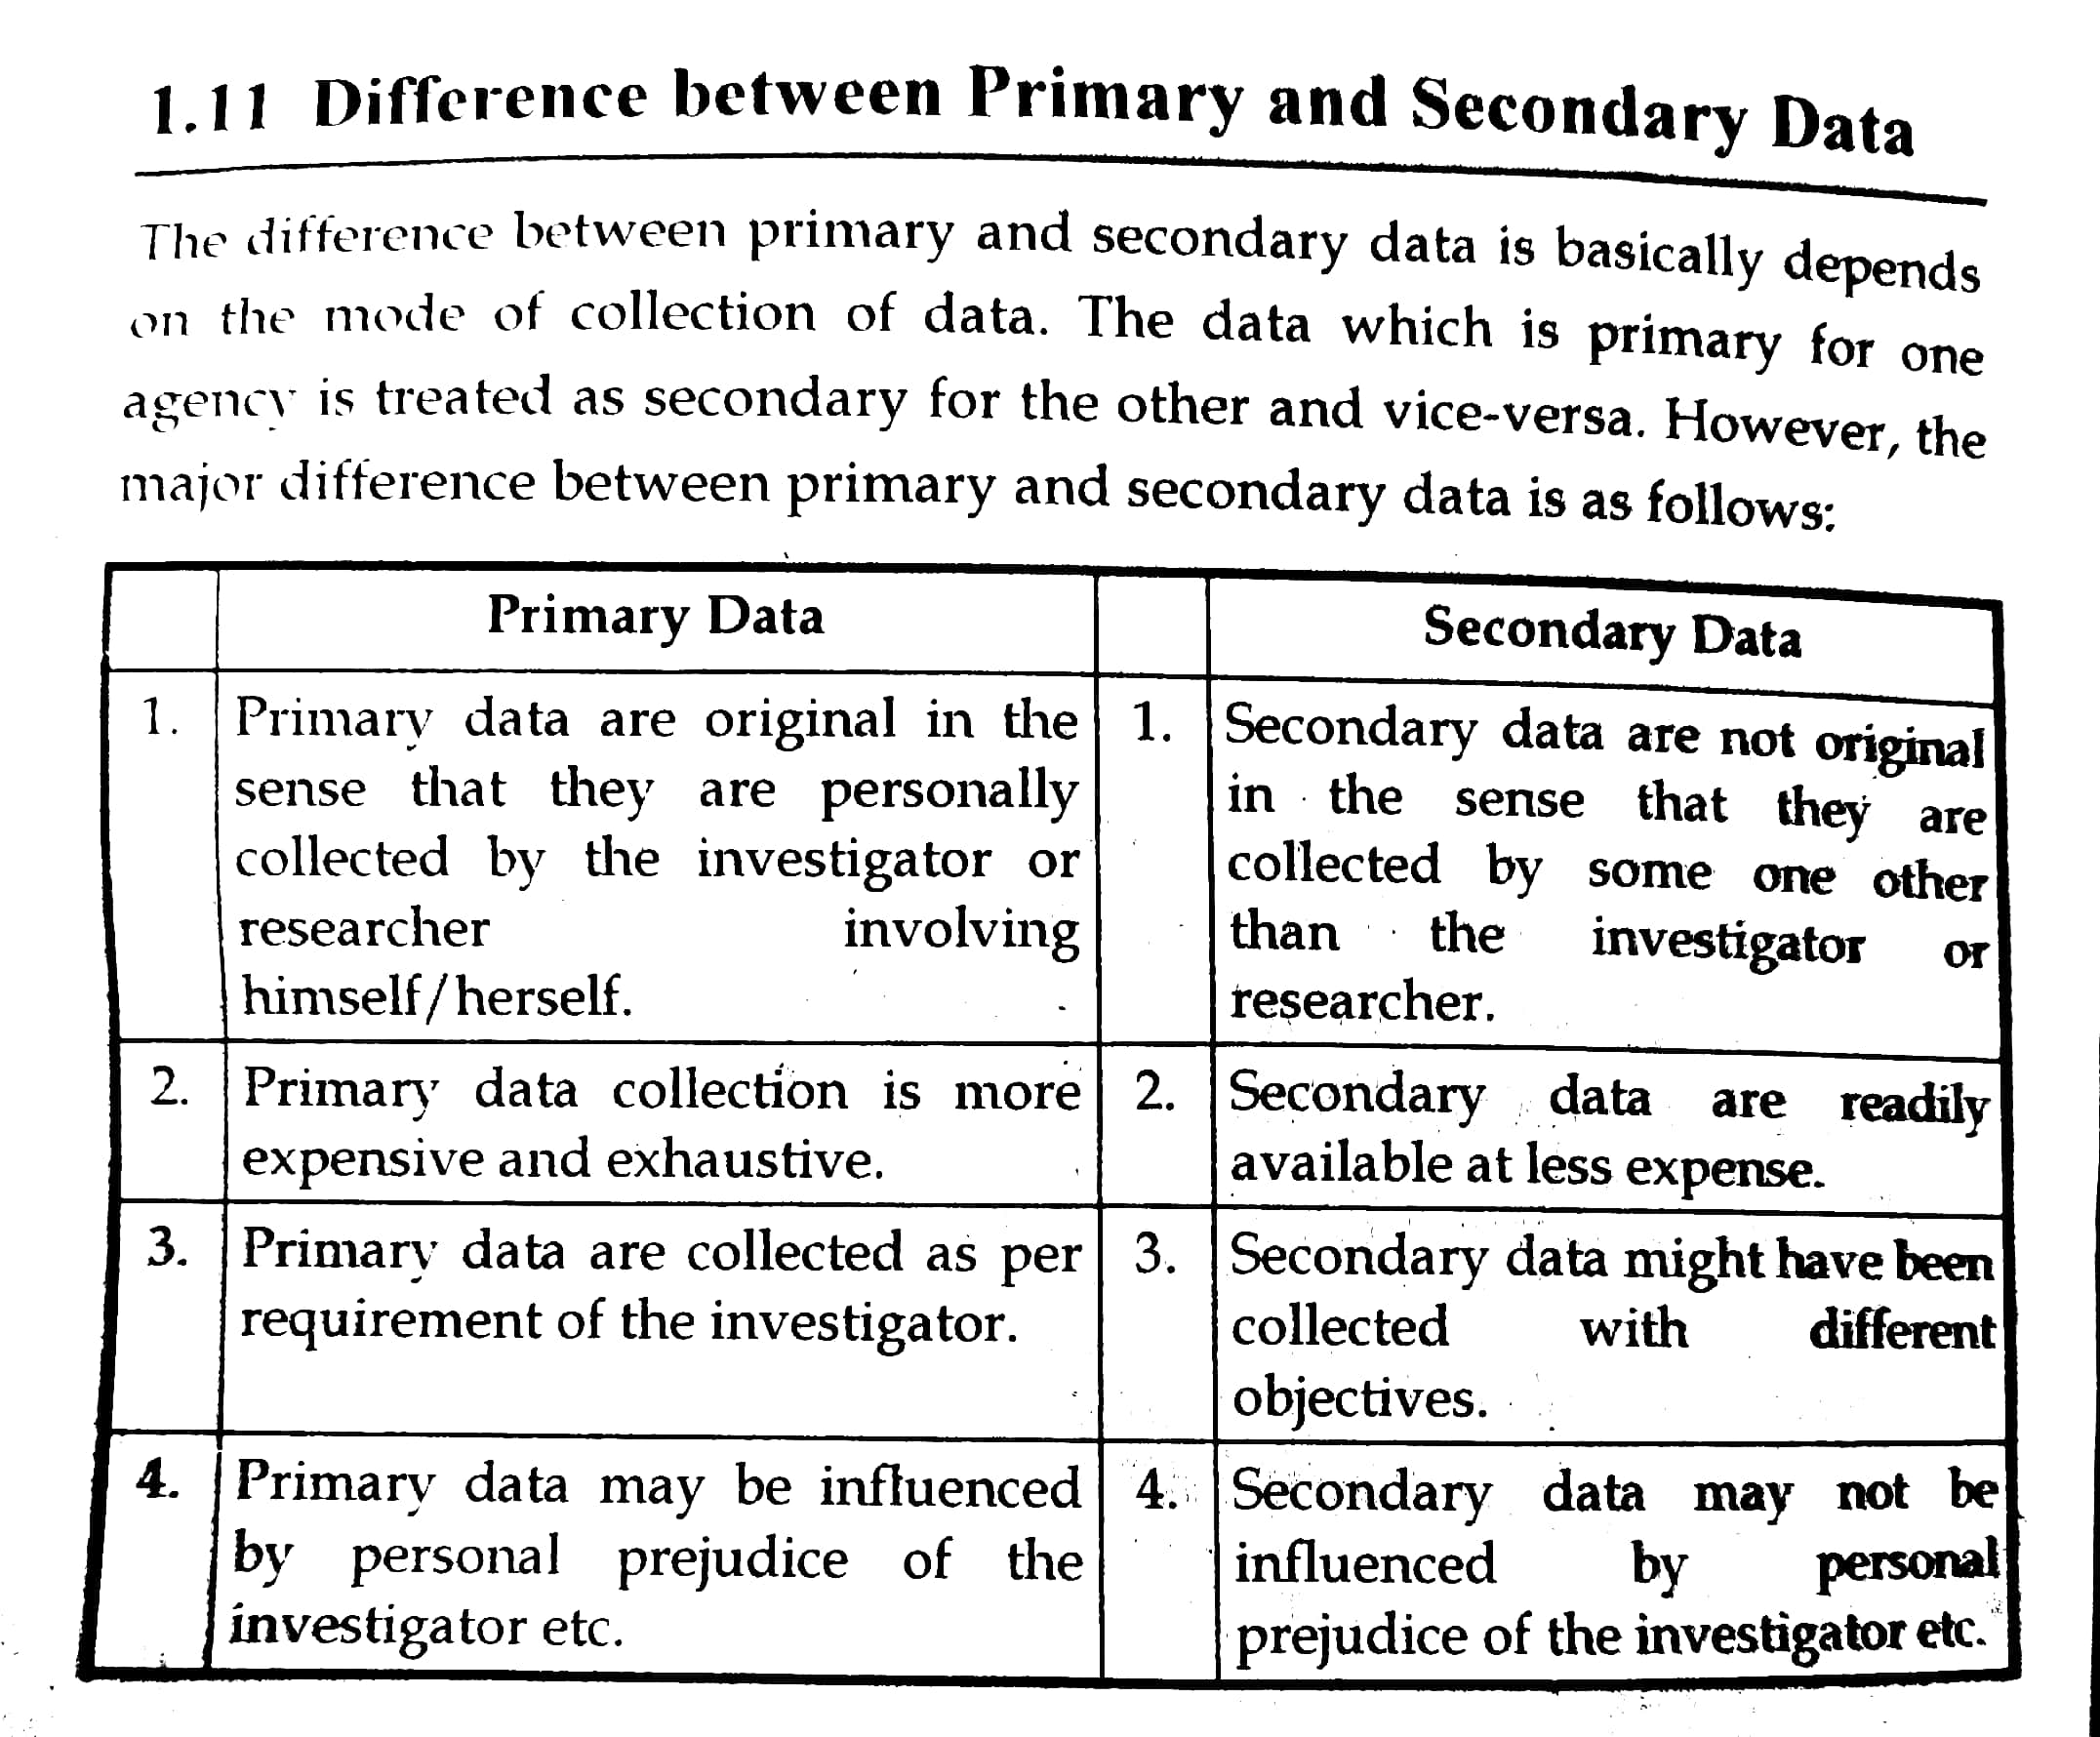 1.11 Difference between Primary and Secondary Data
The difference between primary and secondary data is basically depends
on the mode of collection of data. The data which is primary for one
agency is treated as secondary for the other and vice-versa. However, the
major difference between primary and secondary data is as follows:
Primary Data
Secondary Data
1.
Primary data are original in the
sense that they are personally
collected by the investigator or
researcher involving
himself/herself.
1.
Secondary data are not original
in the sense that they are
collected by some one other
than the investigator or
researcher.
2.
Primary data collection is more
expensive and exhaustive.
2.
Secondary data are readily
available at less expense.
3.
Primary data are collected as per
requirement of the investigator.
3.
Secondary data might have been
collected with different
objectives.
4.
Primary data may be influenced
by personal prejudice of the
investigator etc.
4.
Secondary data may not be
influenced by personal
prejudice of the investigator etc.